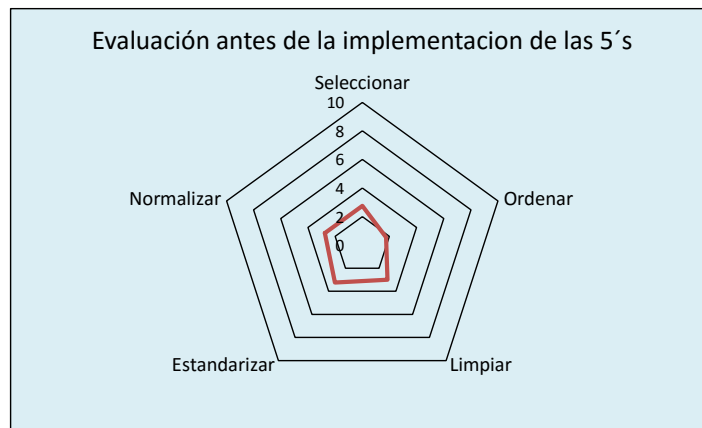 Evaluación antes de la implementacion de las 5´s
Seleccionar
10
8
6
4
2
0
Normalizar
Ordenar
Estandarizar
Limpiar